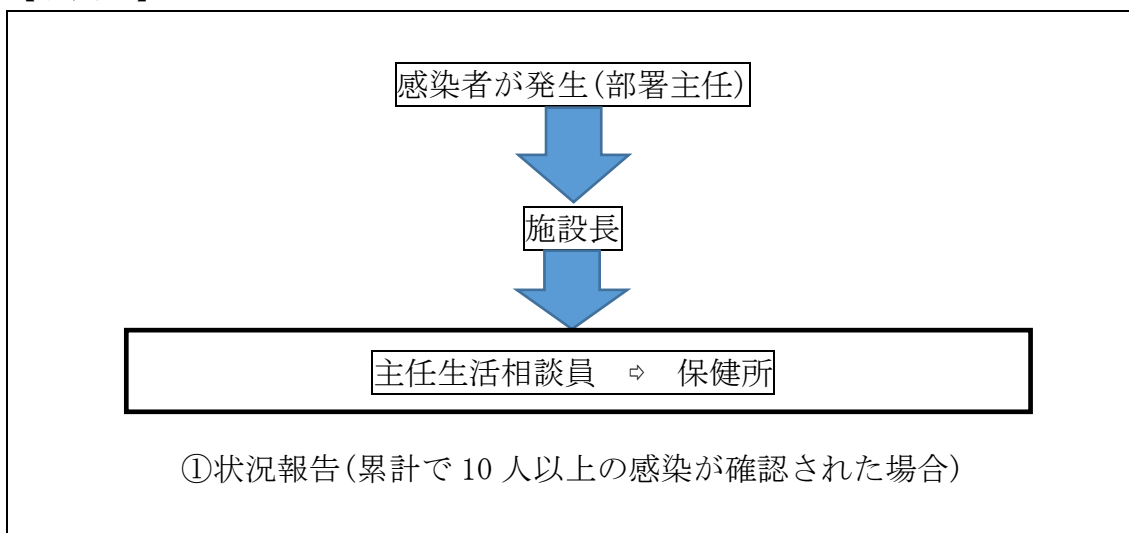 感染者が発生(部署主任)
施設長
主任生活相談員 ⇨ 保健所
①状況報告(累計で 10 人以上の感染が確認された場合)